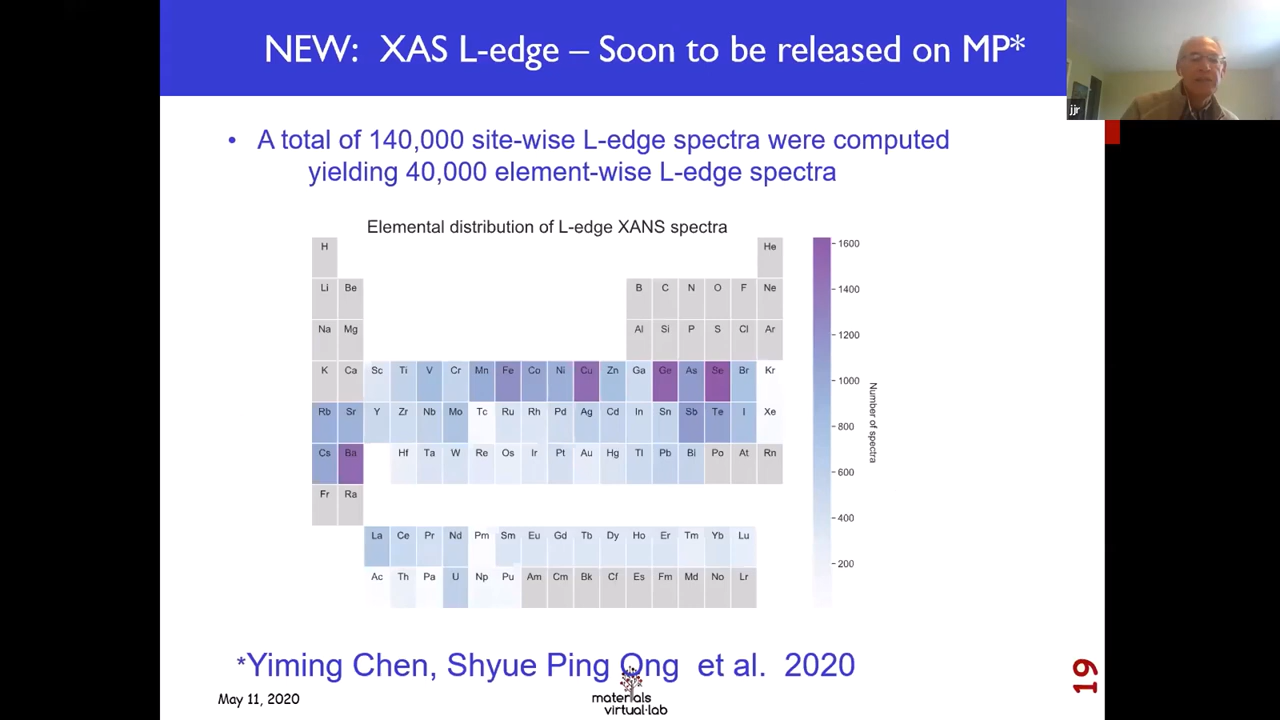 NEW: XAS L-edge – Soon to be released on MP*
jjr
• A total of 140,000 site-wise L-edge spectra were computed
yielding 40,000 element-wise L-edge spectra
Elemental distribution of L-edge XANS spectra
H He
Li Be B C N O F Ne
Na Mg Al Si P S Cl Ar
K Ca Sc Ti V Cr Mn Fe Co Ni Cu Zn Ga Ge As Se Br Kr
Rb Sr Y Zr Nb Mo Tc Ru Rh Pd Ag Cd In Sn Sb Te I Xe
Cs Ba Hf Ta W Re Os Ir Pt Au Hg Tl Pb Bi Po At Rn
Fr Ra
La Ce Pr Nd Pm Sm Eu Gd Tb Dy Ho Er Tm Yb Lu
Ac Th Pa U Np Pu Am Cm Bk Cf Es Fm Md No Lr
1600
1400
1200
1000
800
600
400
200
Number of spectra
*Yiming Chen, Shyue Ping Ong et al. 2020
May 11, 2020
materials
virtual·lab
19